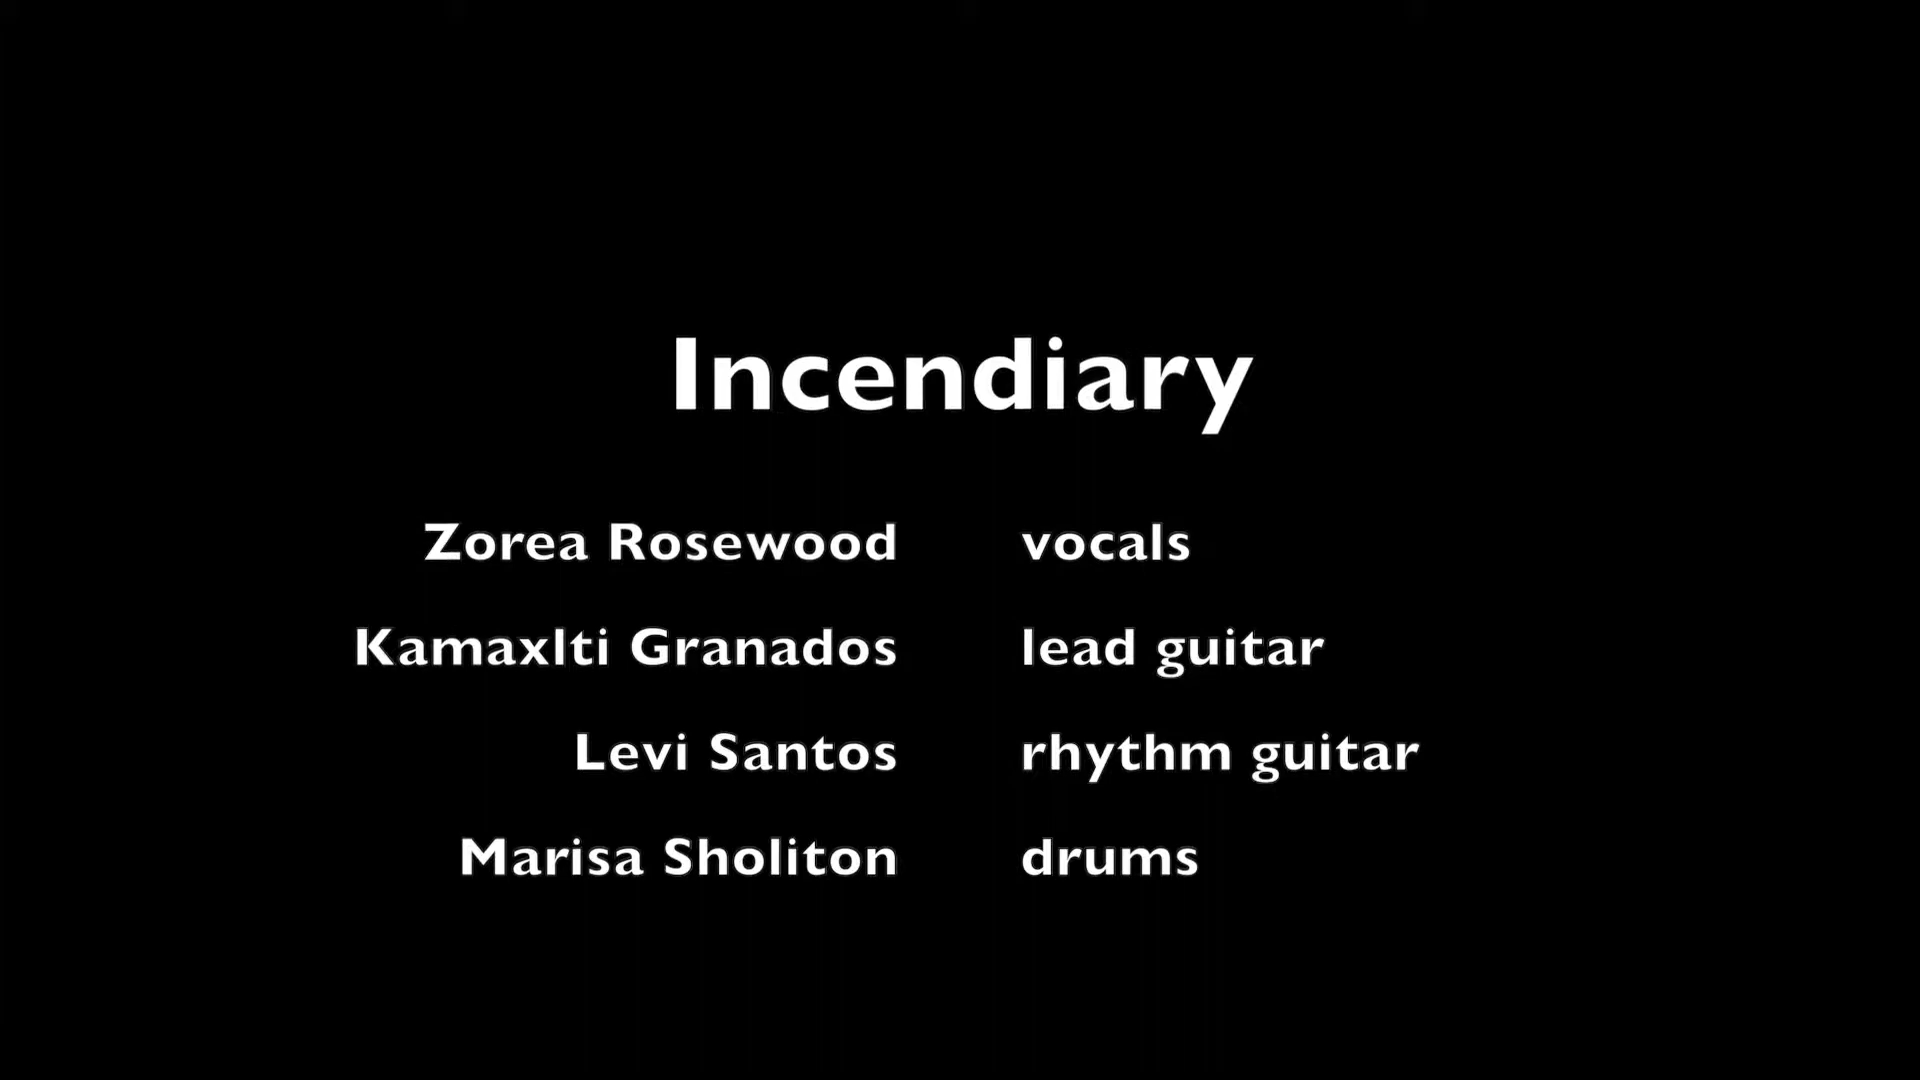 Incendiary
Zorea Rosewood vocals
Kamaxlti Granados lead guitar
Levi Santos rhythm guitar
Marisa Sholiton drums